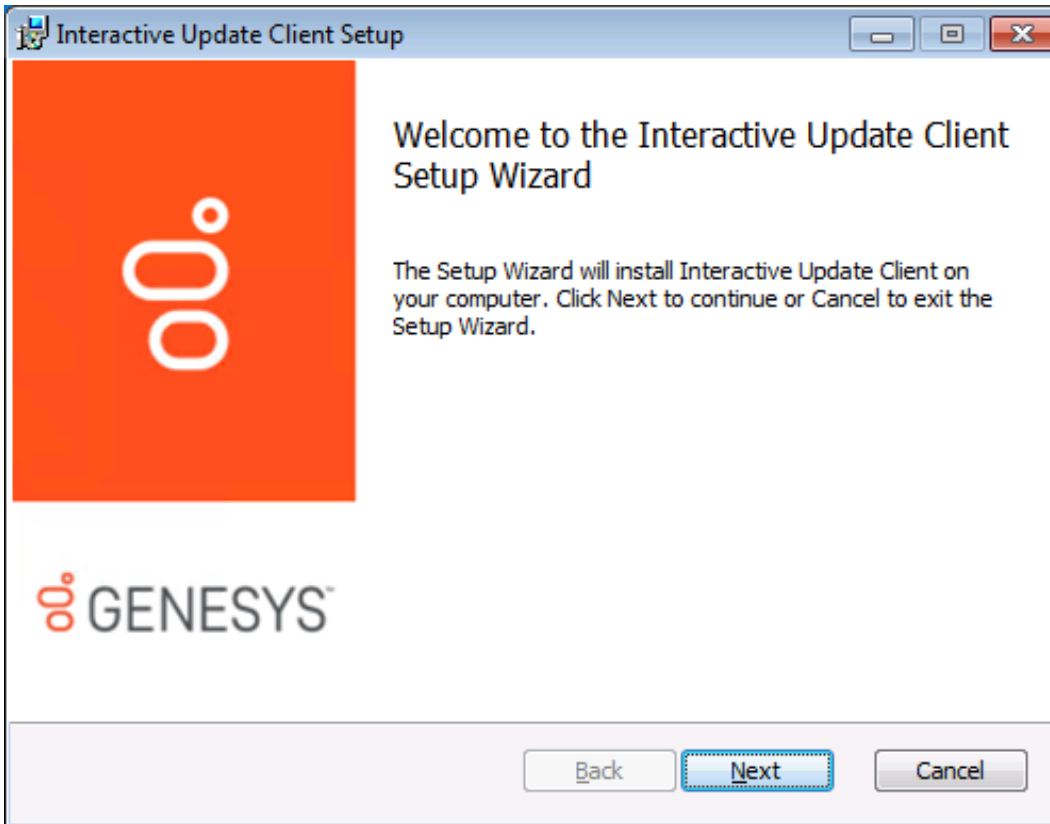 Interactive Update Client Setup
Welcome to the Interactive Update Client
Setup Wizard
The Setup Wizard will install Interactive Update Client on
your computer. Click Next to continue or Cancel to exit the
Setup Wizard.
GENESYS™
Back
Next
Cancel